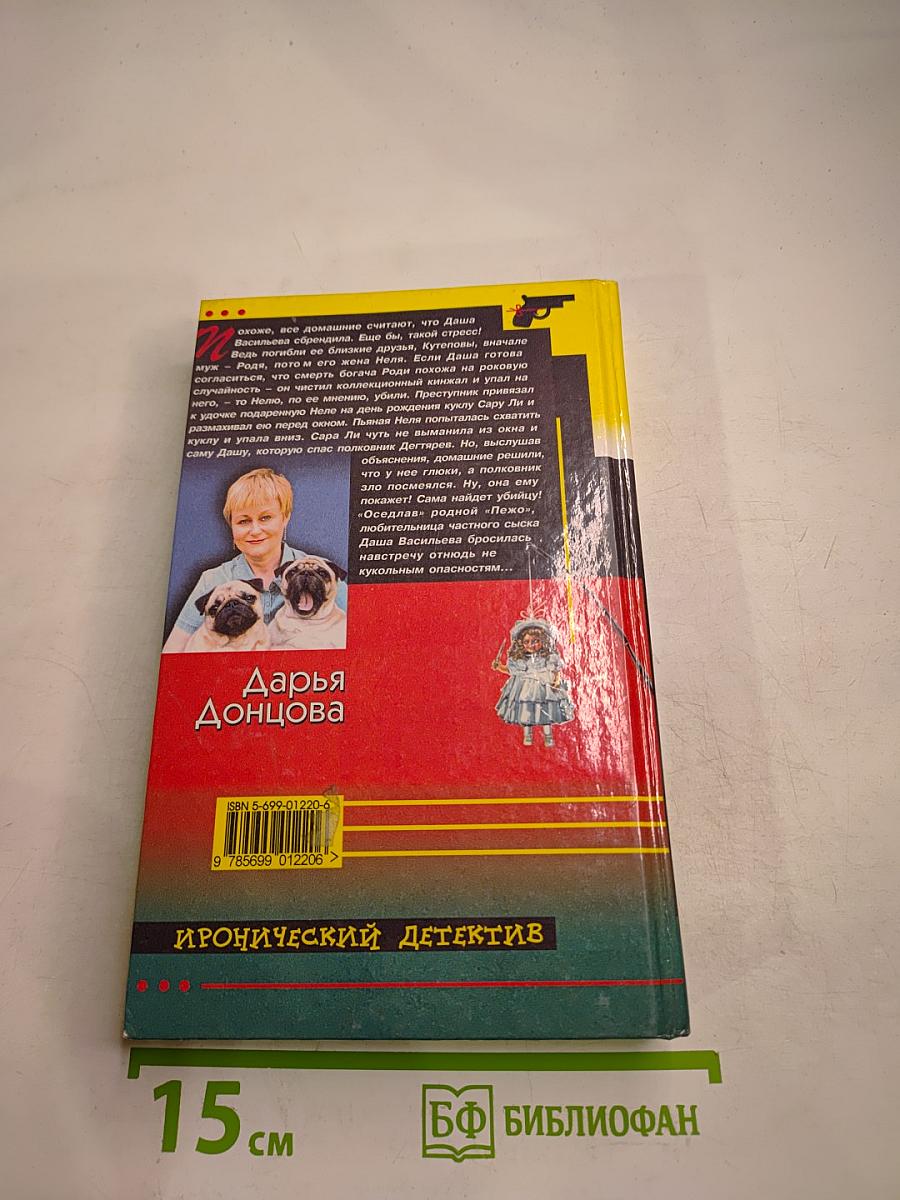 Похоже, все домашние считают, что Даша
Васильева сбрендила. Еще бы, такой стресс!
Ведь погибли ее близкие друзья, Кутеповы, вначале
муж – Родя, потом его жена Неля. Если Даша готова
согласиться, что смерть богача Роди похожа на роковую
случайность – он чистил коллекционный кинжал и упал на
него, – то Нелю, по ее мнению, убили. Преступник привязал
к удочке подаренную Неле на день рождения куклу Сару Ли и
размахивал ею перед окном. Пьяная Неля попыталась схватить
куклу и упала вниз. Сара Ли чуть не выманила из окна и
саму Дашу, которую спас полковник Дегтярев. Но, выслушав
объяснения, домашние решили,
что у нее глюки, а полковник
зло посмеялся. Ну, она ему
покажет! Сама найдет убийцу!
«Оседлав» родной «Пежо»,
любительница частного сыска
Даша Васильева бросилась
навстречу отнюдь не
кукольным опасностям...
Дарья
Донцова
ISBN 5-699-01220-6
9 785699 012206 >
ИРОНИЧЕСКИЙ ДЕТЕКТИВ
15 см
БФ БИБЛИОФАН